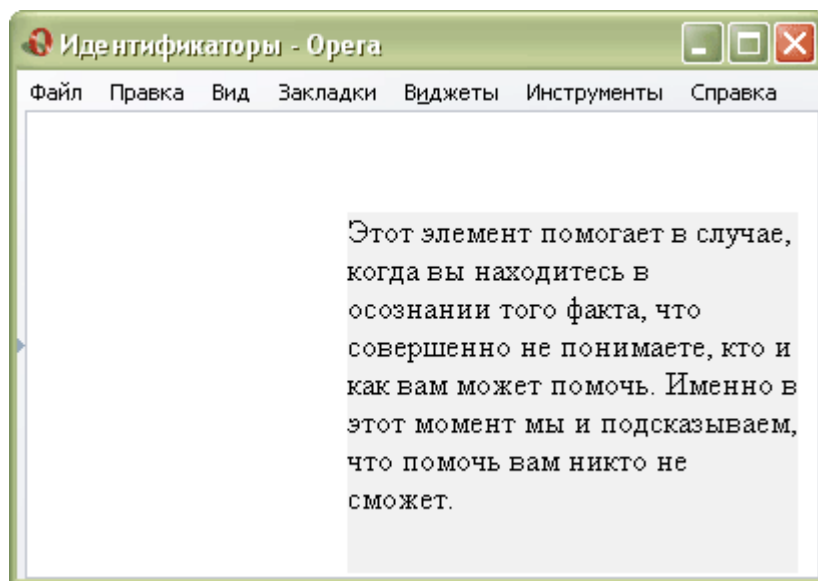 Идентификаторы - Opera
Файл Правка Вид Закладки Виджеты Инструменты Справка
Этот элемент помогает в случае,
когда вы находитесь в
осознании того факта, что
совершенно не понимаете, кто и
как вам может помочь. Именно в
этот момент мы и подсказываем,
что помочь вам никто не
сможет.